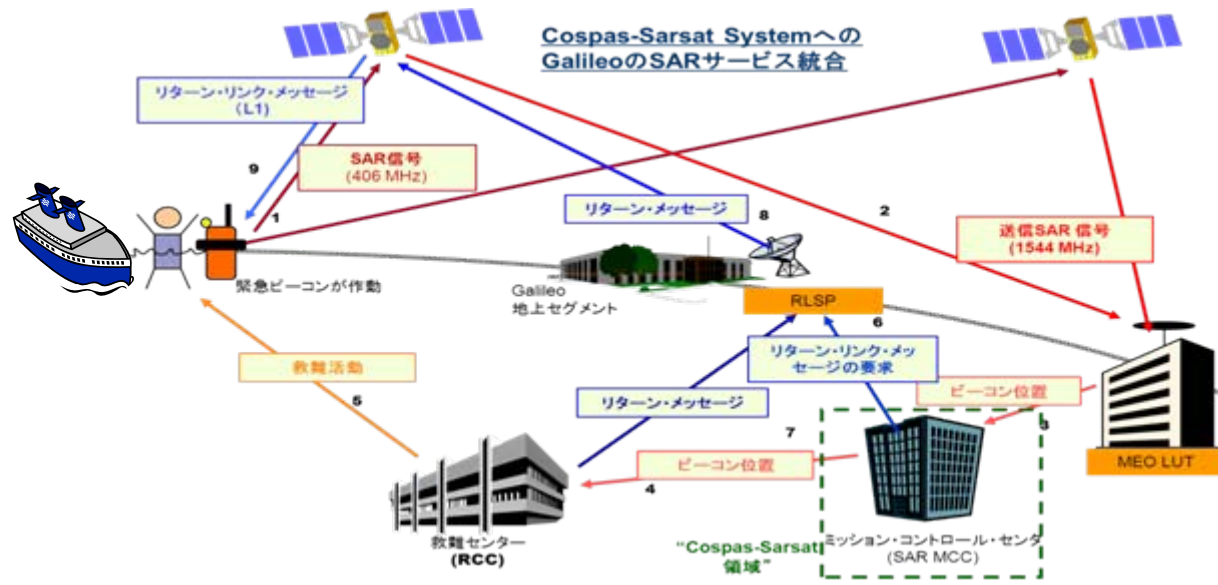 Cospas-Sarsat Systemへの
GalileoのSARサービス統合
リターン・リンク・メッセージ
(L1)
9
SAR信号
(406 MHz)
1
リターン・メッセージ
8
2
送信SAR 信号
(1544 MHz)
緊急ビーコンが作動
Galileo
地上セグメント
RLSP
6
救難活動
5
リターン・リンク・メッ
セージの要求
リターン・メッセージ
ビーコン位置
3
7
ビーコン位置
4
MEO LUT
救難センター
(RCC)
"Cospas-Sarsat
領域"
ミッション・コントロール・センタ
(SAR MCC)